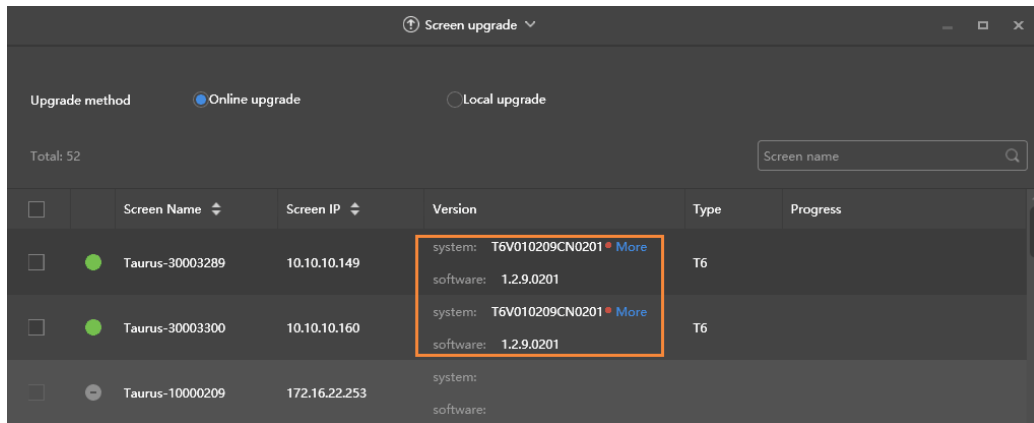 Screen upgrade
Upgrade method Online upgrade Local upgrade
Total: 52 Screen name
Screen Name Screen IP Version Type Progress
system: T6V010209CN0201 More
Taurus-30003289 10.10.10.149 T6
software: 1.2.9.0201
system: T6V010209CN0201 More
Taurus-30003300 10.10.10.160 T6
software: 1.2.9.0201
system:
Taurus-10000209 172.16.22.253
software: